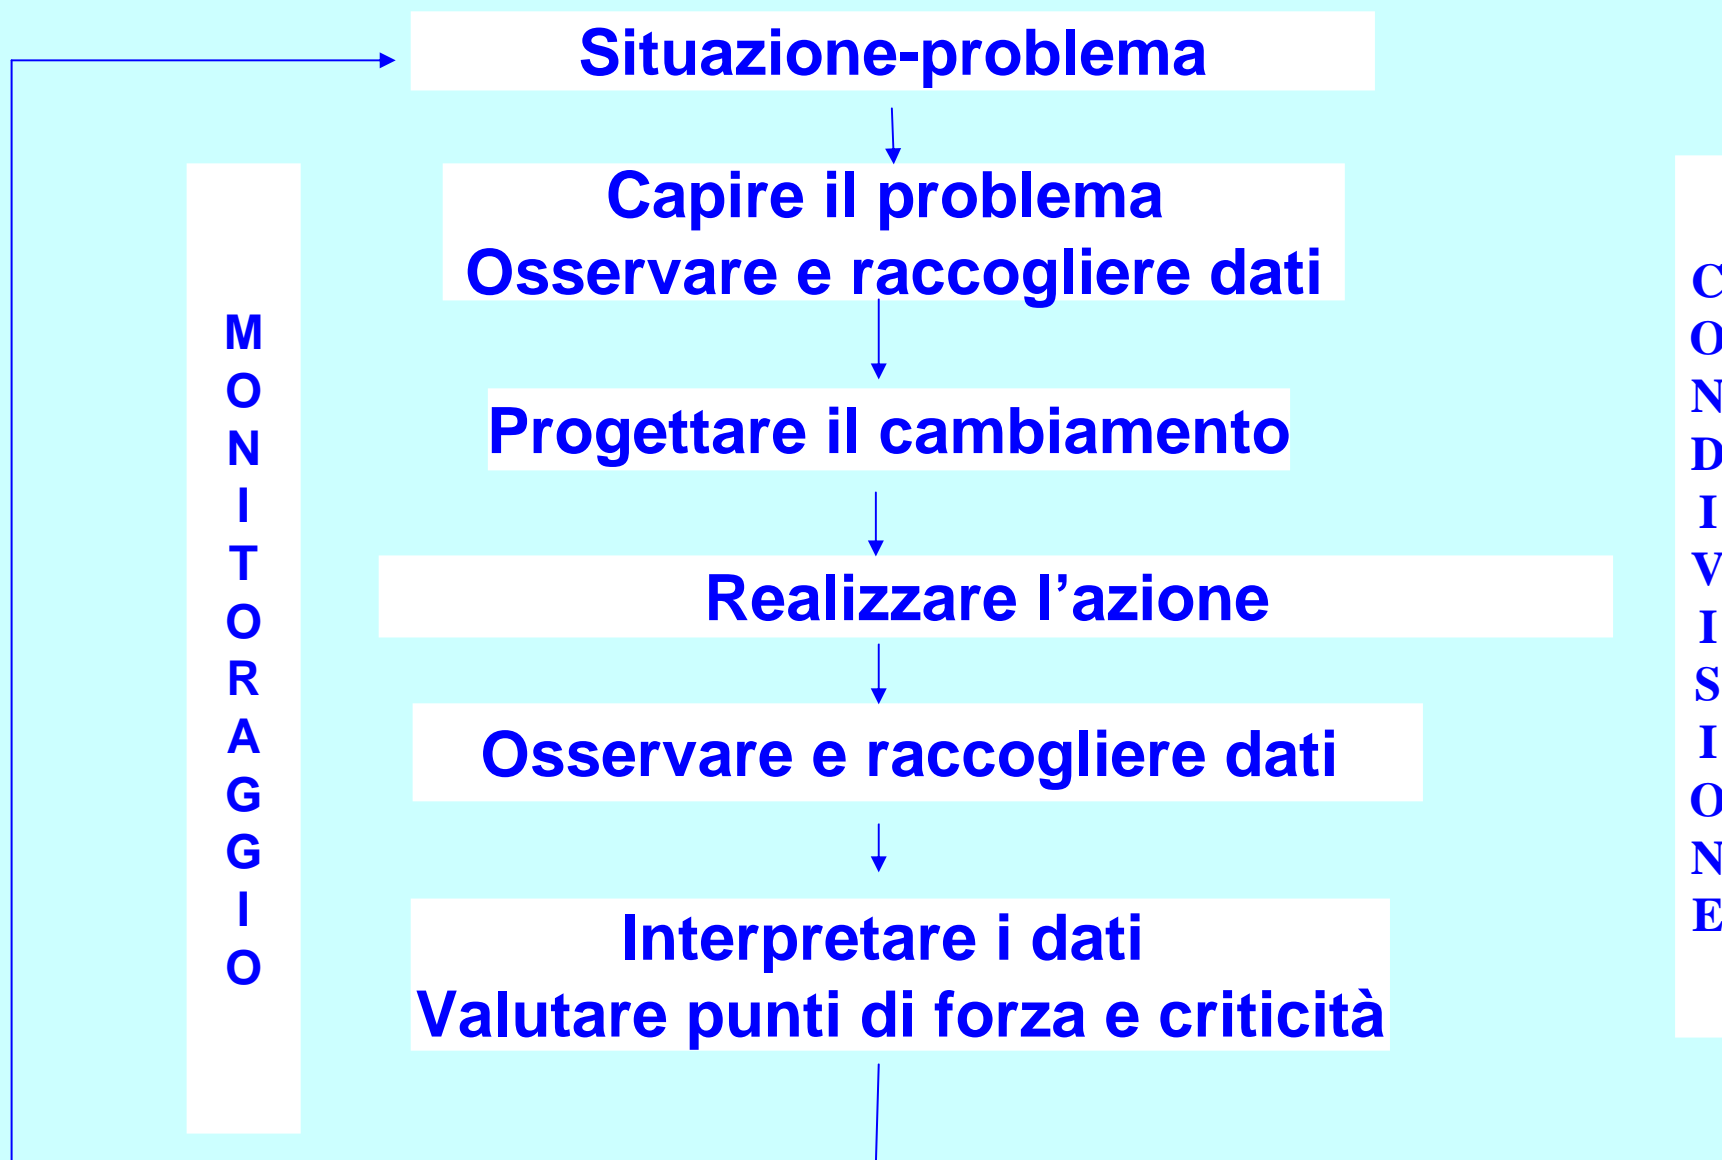 Situazione-problema
Capire il problema
Osservare e raccogliere dati
Progettare il cambiamento
Realizzare l’azione
Osservare e raccogliere dati
Interpretare i dati
Valutare punti di forza e criticità
MONITORAGGIO
CONDIVISIONE